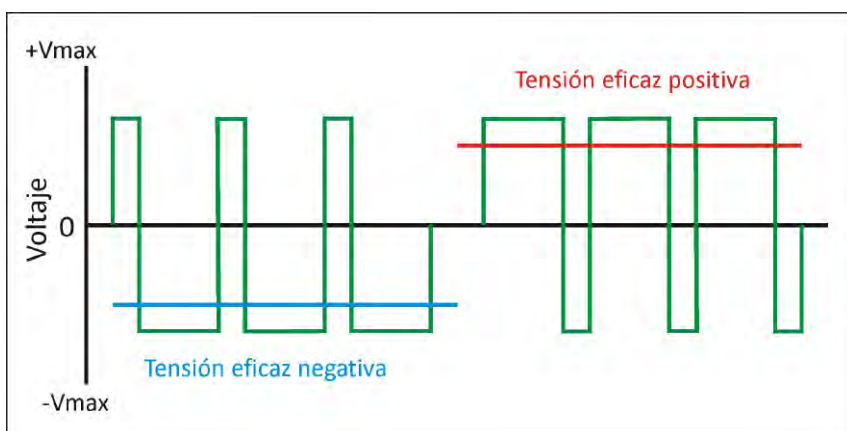 +Vmax
Tensión eficaz positiva
Voltaje
0
Tensión eficaz negativa
-Vmax